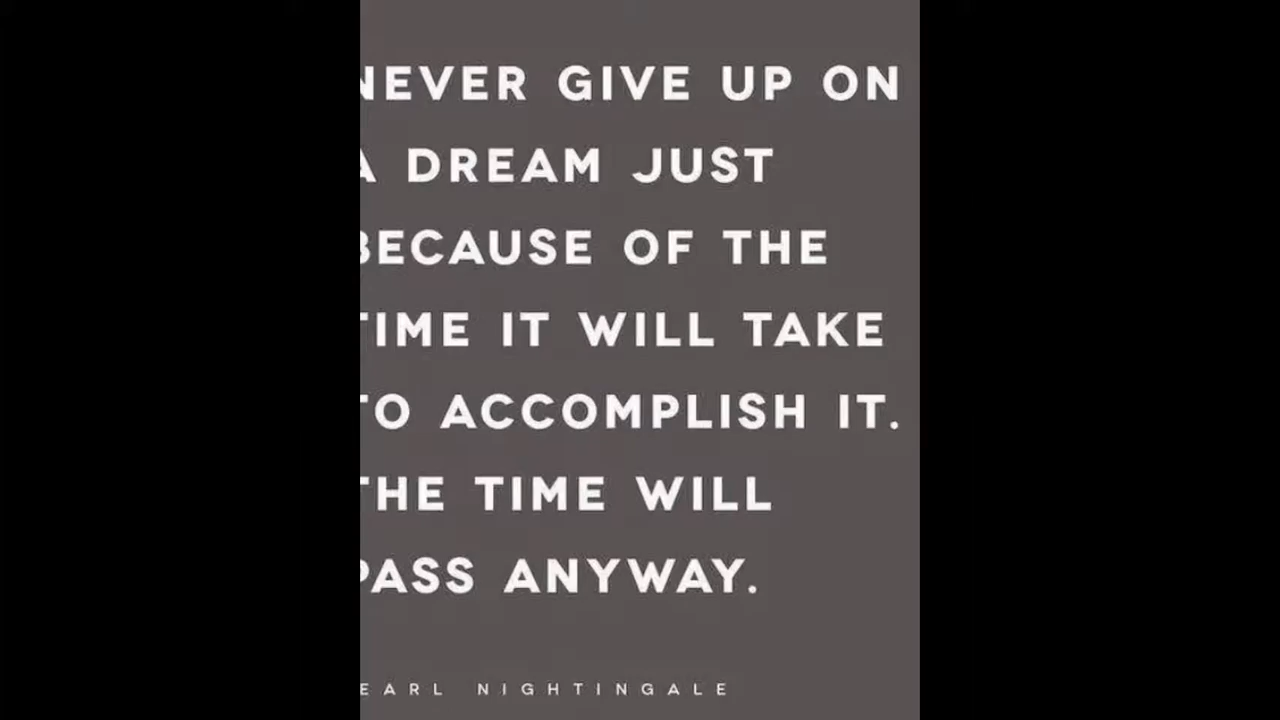 NEVER GIVE UP ON
A DREAM JUST
BECAUSE OF THE
TIME IT WILL TAKE
TO ACCOMPLISH IT.
THE TIME WILL
PASS ANYWAY.
EARL NIGHTINGALE